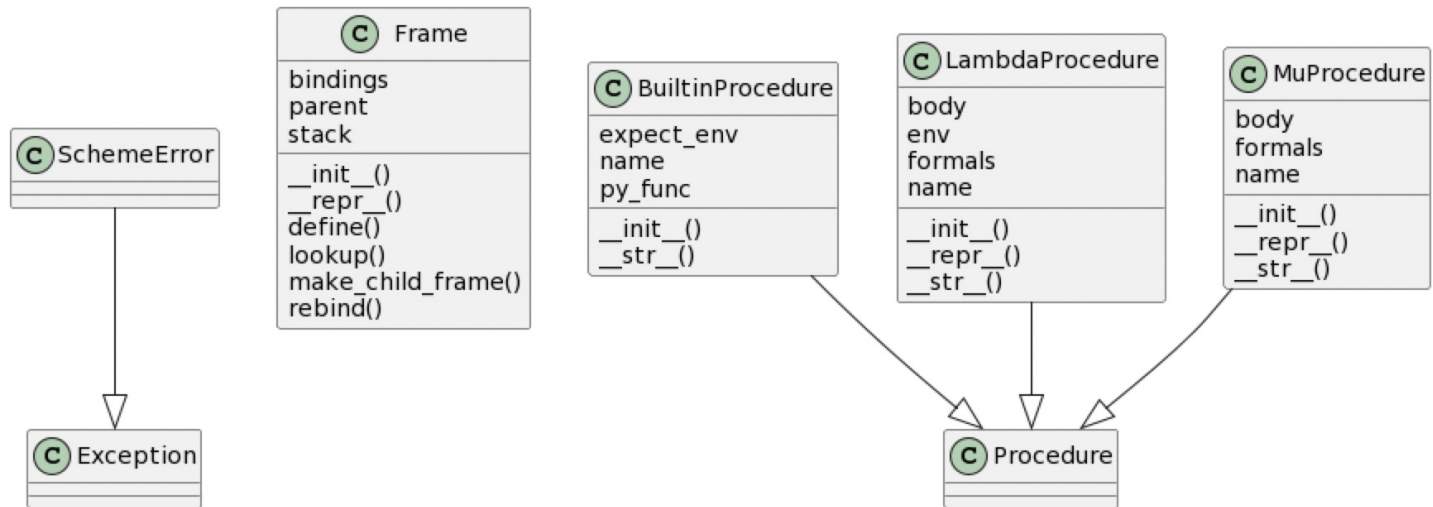 C SchemeError
C Exception
C Frame
bindings
parent
stack
__init__()
__repr__()
define()
lookup()
make_child_frame()
rebind()
C BuiltinProcedure
expect_env
name
py_func
__init__()
__str__()
C LambdaProcedure
body
env
formals
name
__init__()
__repr__()
__str__()
C MuProcedure
body
formals
name
__init__()
__repr__()
__str__()
C Procedure